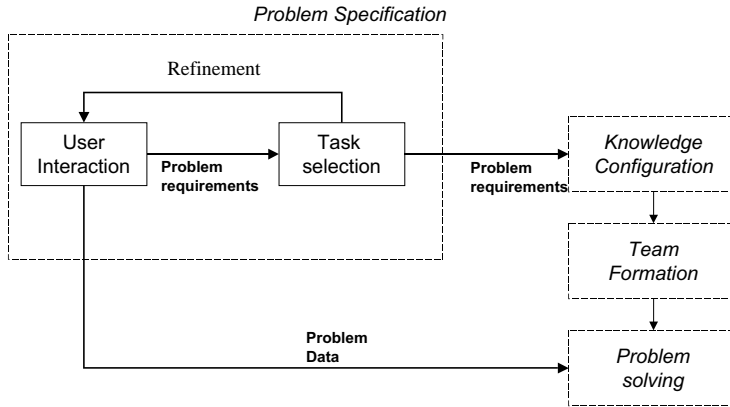 Problem Specification
Refinement
User
Interaction
Problem
requirements
Task
selection
Problem
requirements
Knowledge
Configuration
Team
Formation
Problem
Data
Problem
solving